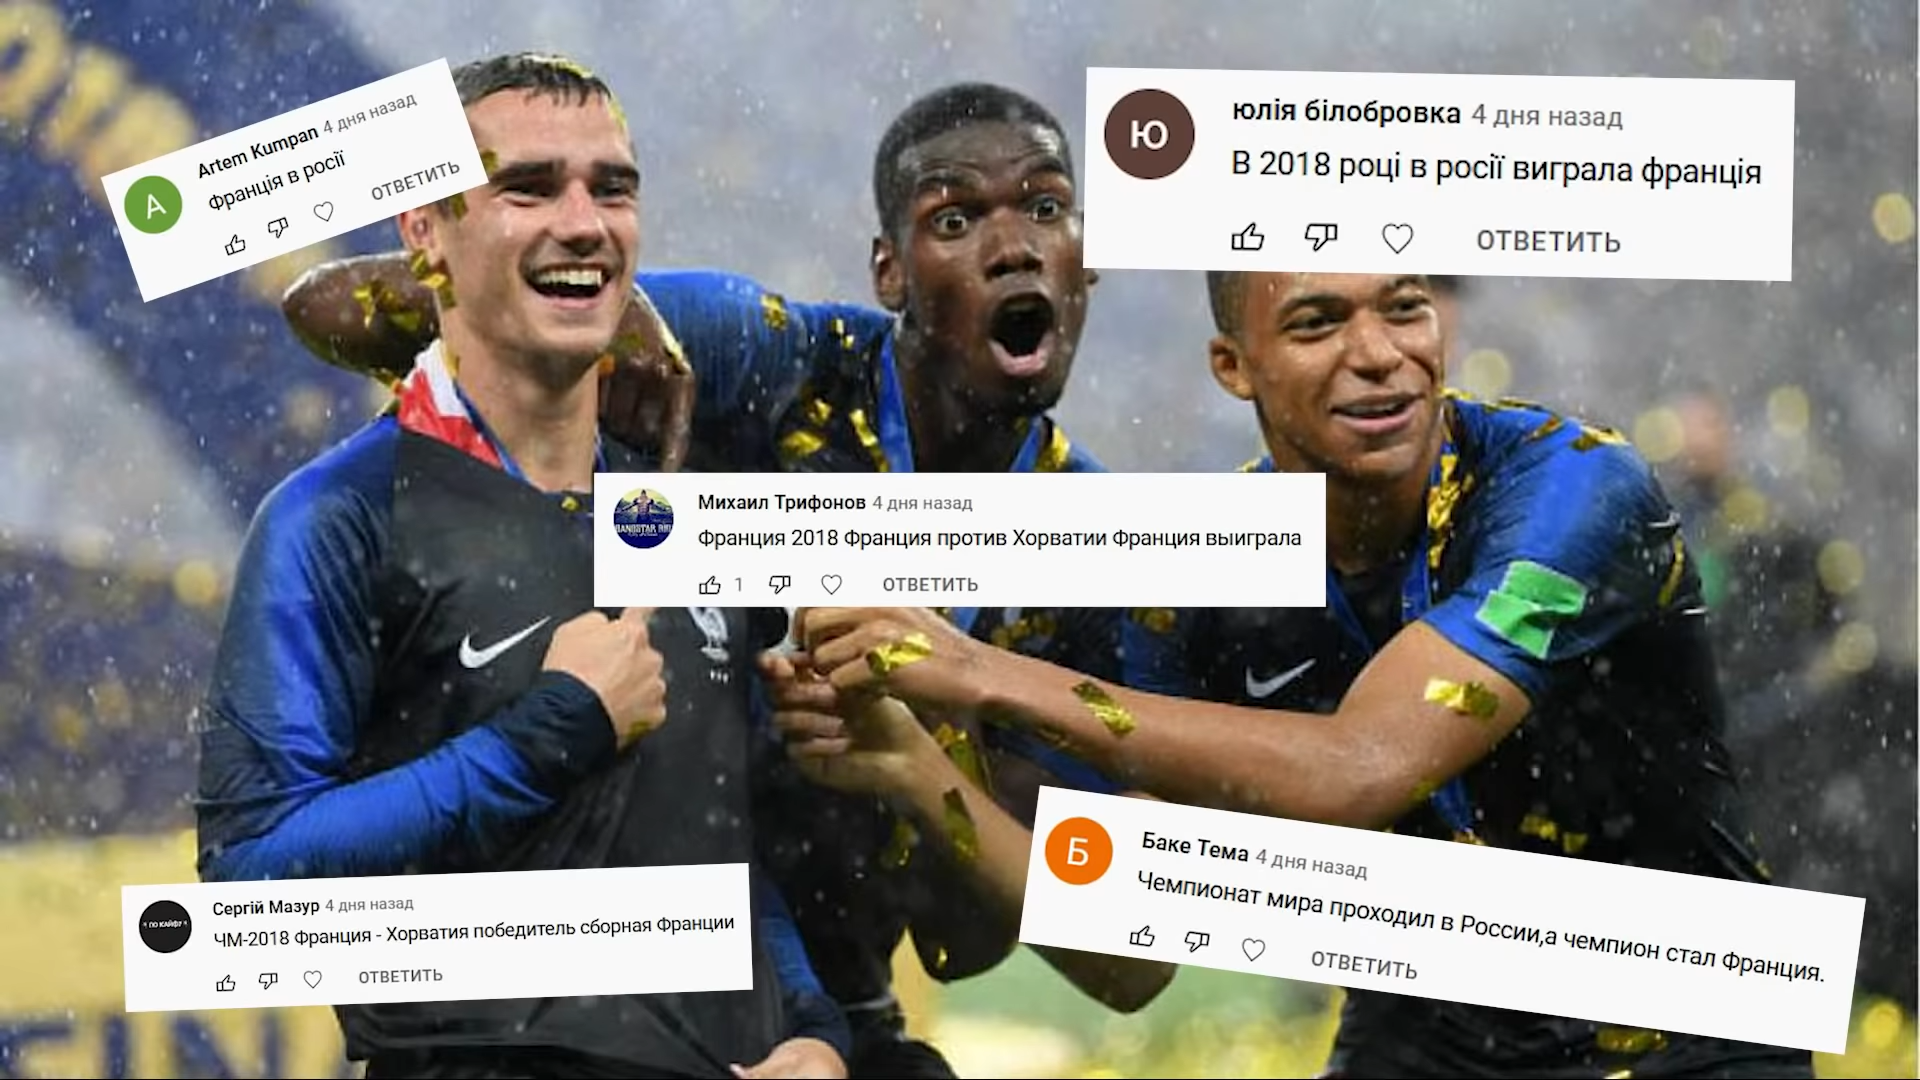 Artem Kumpan 4 дня назад
Франція в росії
ОТВЕТИТЬ
А
Ю
юлія білобровка 4 дня назад
В 2018 році в росії виграла франція
ОТВЕТИТЬ
Михаил Трифонов 4 дня назад
Франция 2018 Франция против Хорватии Франция выиграла
1 ОТВЕТИТЬ
Сергій Мазур 4 дня назад
ЧМ-2018 Франция - Хорватия победитель сборная Франции
ОТВЕТИТЬ
Б
Баке Тема 4 дня назад
Чемпионат мира проходил в России,а чемпион стал Франция.
ОТВЕТИТЬ